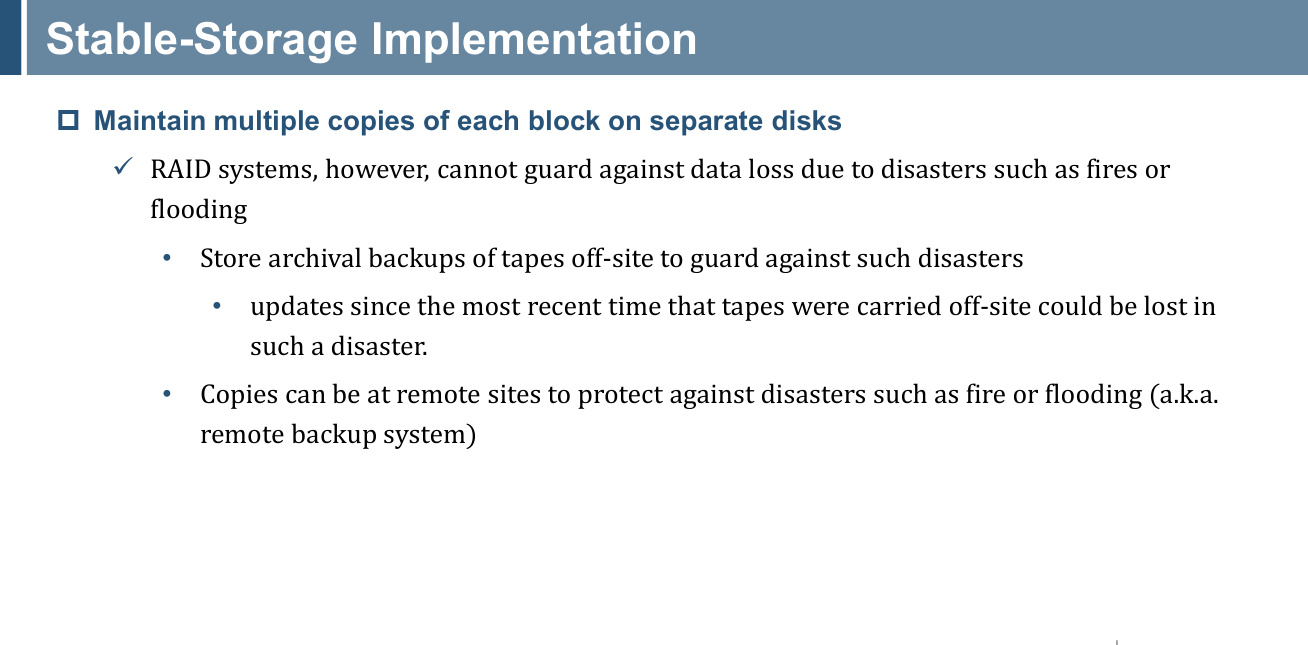 Stable-Storage Implementation
Maintain multiple copies of each block on separate disks
✓ RAID systems, however, cannot guard against data loss due to disasters such as fires or
flooding
• Store archival backups of tapes off-site to guard against such disasters
• updates since the most recent time that tapes were carried off-site could be lost in
such a disaster.
• Copies can be at remote sites to protect against disasters such as fire or flooding (a.k.a.
remote backup system)